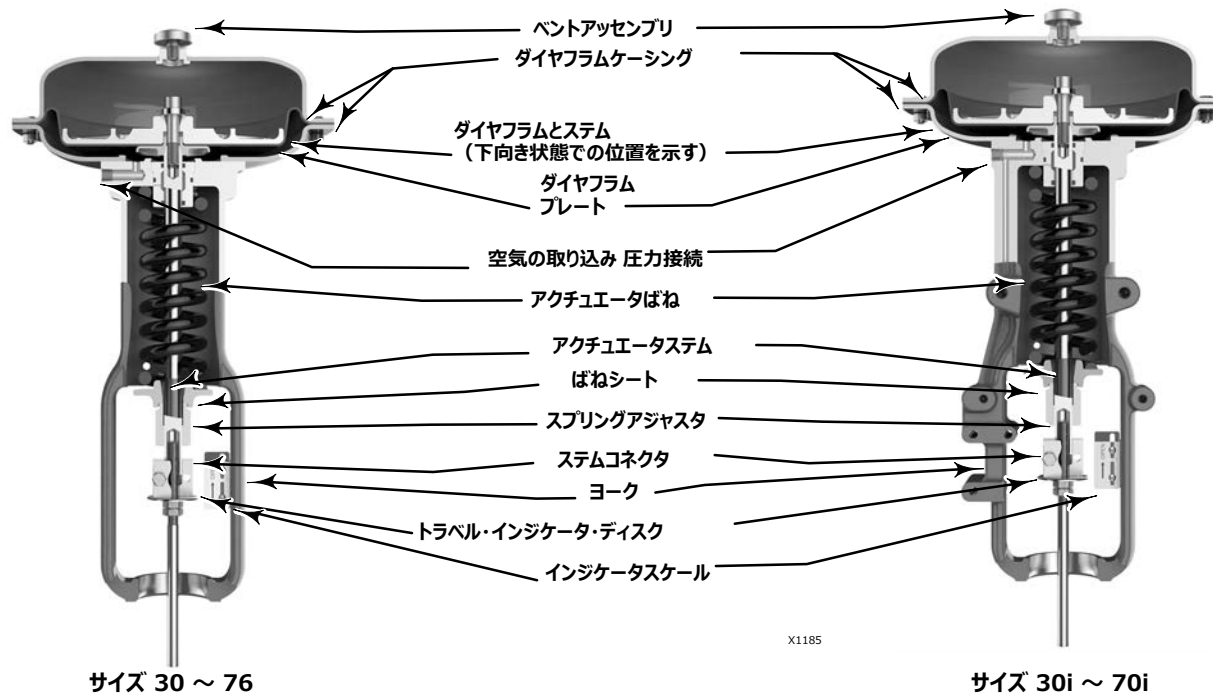 ベントアッセンブリ
ダイヤフラムケーシング
ダイヤフラムとステム
（下向き状態での位置を示す）
ダイヤフラム
プレート
空気の取り込み 圧力接続
アクチュエータばね
アクチュエータステム
ばねシート
スプリングアジャスタ
ステムコネクタ
ヨーク
トラベル・インジケータ・ディスク
インジケータスケール
X1185
サイズ 30 ～ 76
サイズ 30i ～ 70i